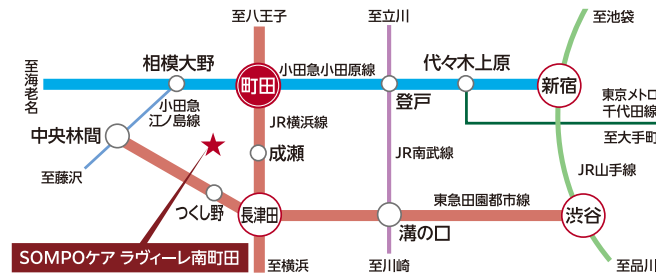 至八王子
至立川
至池袋
至海老名
相模大野
町田
小田急小田原線
代々木上原
新宿
登戸
東京メトロ
千代田線
小田急
江ノ島線
中央林間
JR横浜線
至大手町
成瀬
JR南武線
JR山手線
至藤沢
つくし野
長津田
東急田園都市線
溝の口
渋谷
SOMPOケア ラヴィーレ南町田
至横浜
至川崎
至品川